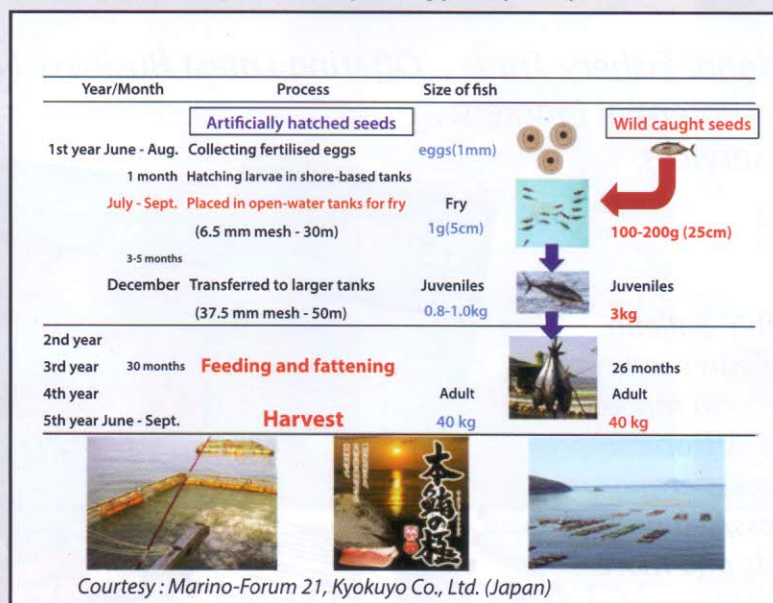 Year/Month Process Size of fish
Artificially hatched seeds Wild caught seeds
1st year June - Aug. Collecting fertilised eggs eggs(1mm)
1 month Hatching larvae in shore-based tanks
July - Sept. Placed in open-water tanks for fry Fry
(6.5 mm mesh - 30m) 1g(5cm) 100-200g (25cm)
3-5 months
December Transferred to larger tanks Juveniles Juveniles
(37.5 mm mesh - 50m) 0.8-1.0kg 3kg
2nd year
3rd year 30 months Feeding and fattening 26 months
4th year Adult Adult
5th year June - Sept. Harvest 40 kg 40 kg
本鮪の極
Courtesy : Marino-Forum 21, Kyokuyo Co., Ltd. (Japan)